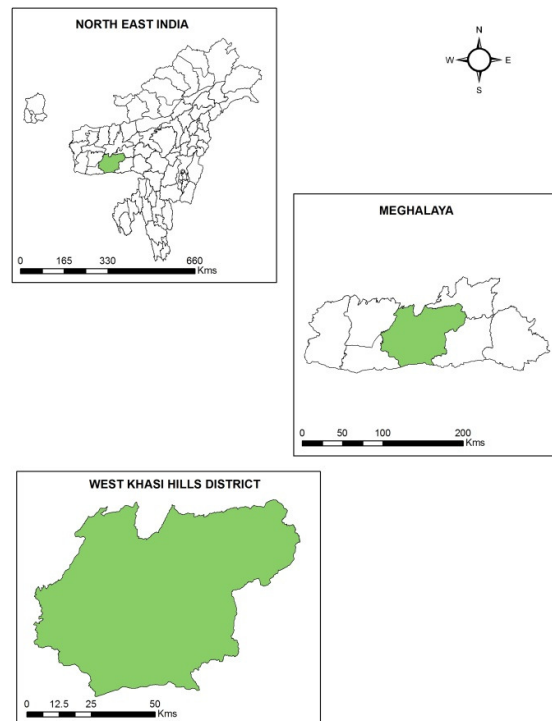 NORTH EAST INDIA
N
W E
S
0 165 330 660
Kms
MEGHALAYA
0 50 100 200
Kms
WEST KHASI HILLS DISTRICT
0 12.5 25 50
Kms